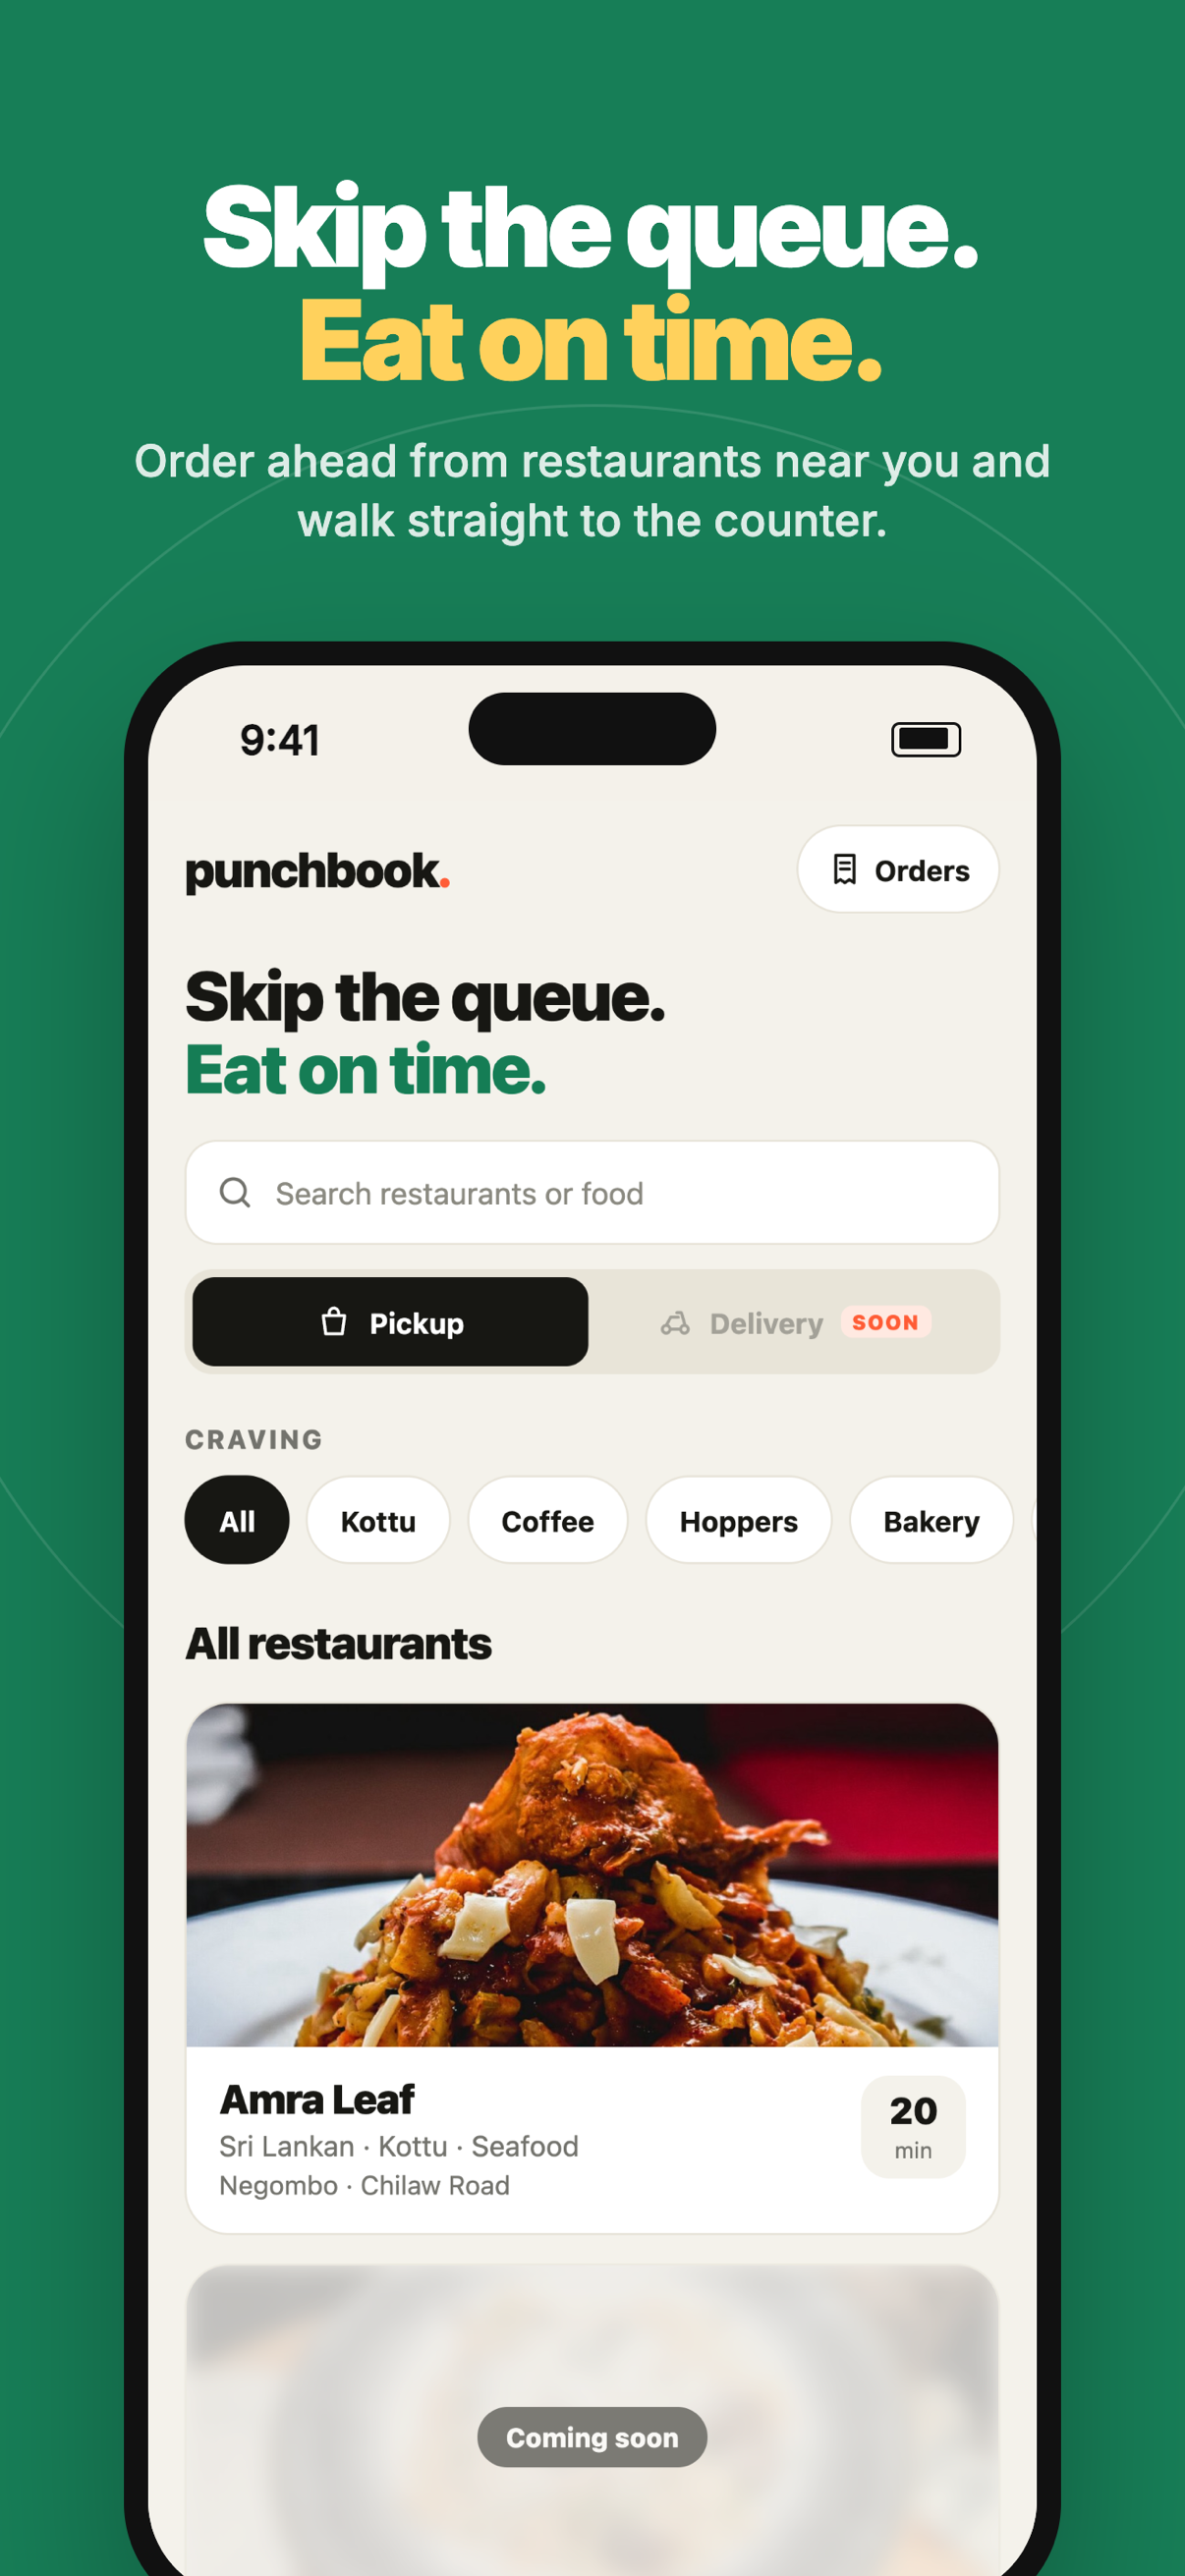 Skip the queue.
Eat on time.
Order ahead from restaurants near you and
walk straight to the counter.
9:41
punchbook.
Orders
Skip the queue.
Eat on time.
Search restaurants or food
Pickup
Delivery SOON
CRAVING
All Kottu Coffee Hoppers Bakery
All restaurants
Amra Leaf
20
min
Sri Lankan · Kottu · Seafood
Negombo · Chilaw Road
Coming soon